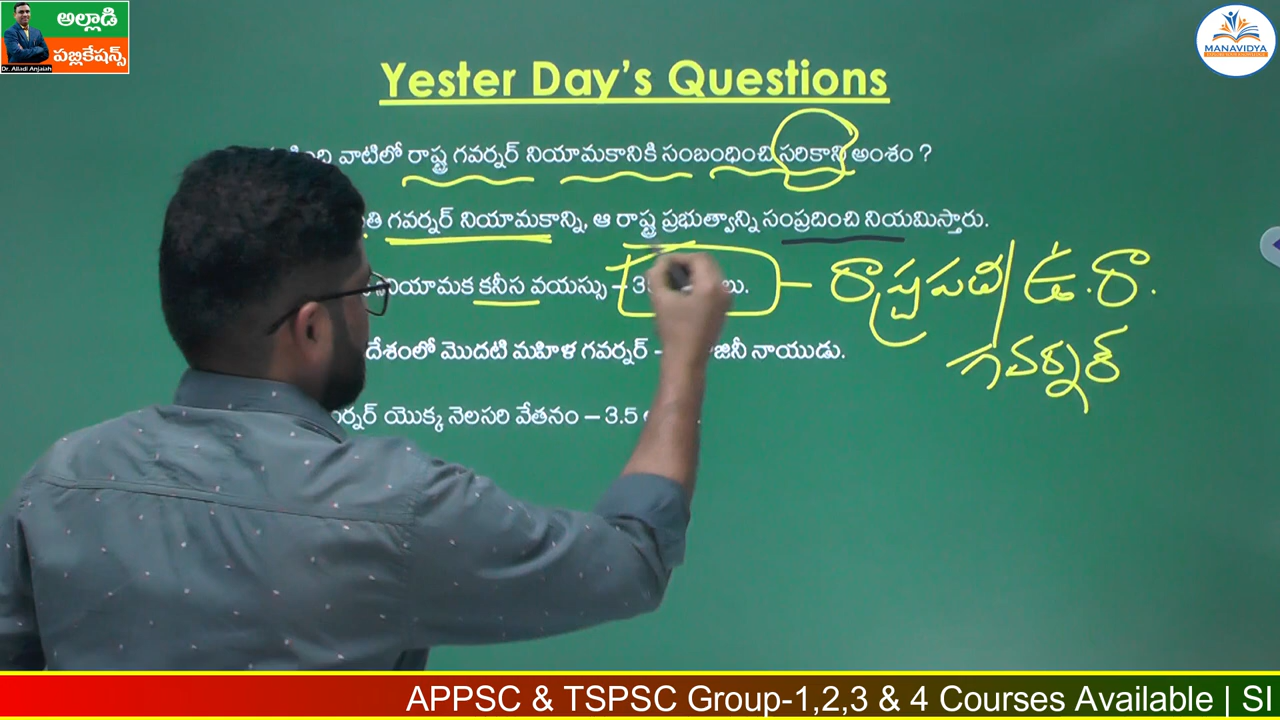 అల్లాడి
పబ్లికేషన్స్
Dr. Alladi Anjaiah
MANAVIDYA
Yester Day's Questions
వాటిలో రాష్ట్ర గవర్నర్ నియామకానికి సంబంధించి సరికాని అంశం ?
గవర్నర్ నియామకాన్ని, ఆ రాష్ట్ర ప్రభుత్వాన్ని సంప్రదించి నియమిస్తారు.
నియామక కనీస వయస్సు –
రాష్ట్రపతి/ ఉ.రా.
గవర్నర్
దేశంలో మొదటి మహిళ గవర్నర్ – నాయుడు.
యొక్క నెలసరి వేతనం – 3.5
APPSC & TSPSC Group-1,2,3 & 4 Courses Available | SI